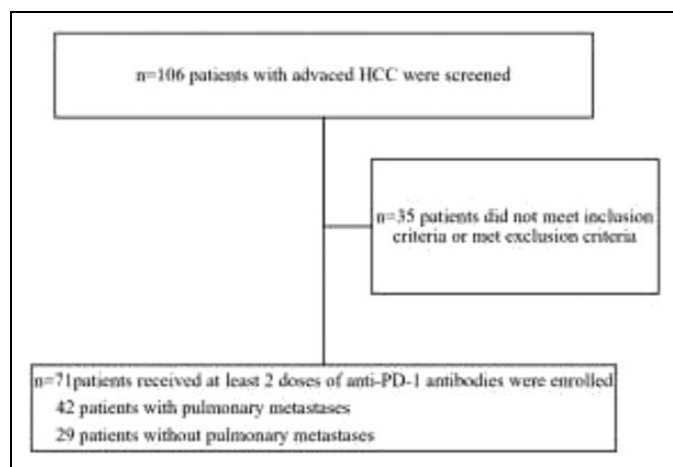 n=106 patients with advaced HCC were screened
n=35 patients did not meet inclusion
criteria or met exclusion criteria
n=71patients received at least 2 doses of anti-PD-1 antibodies were enrolled
42 patients with pulmonary metastases
29 patients without pulmonary metastases